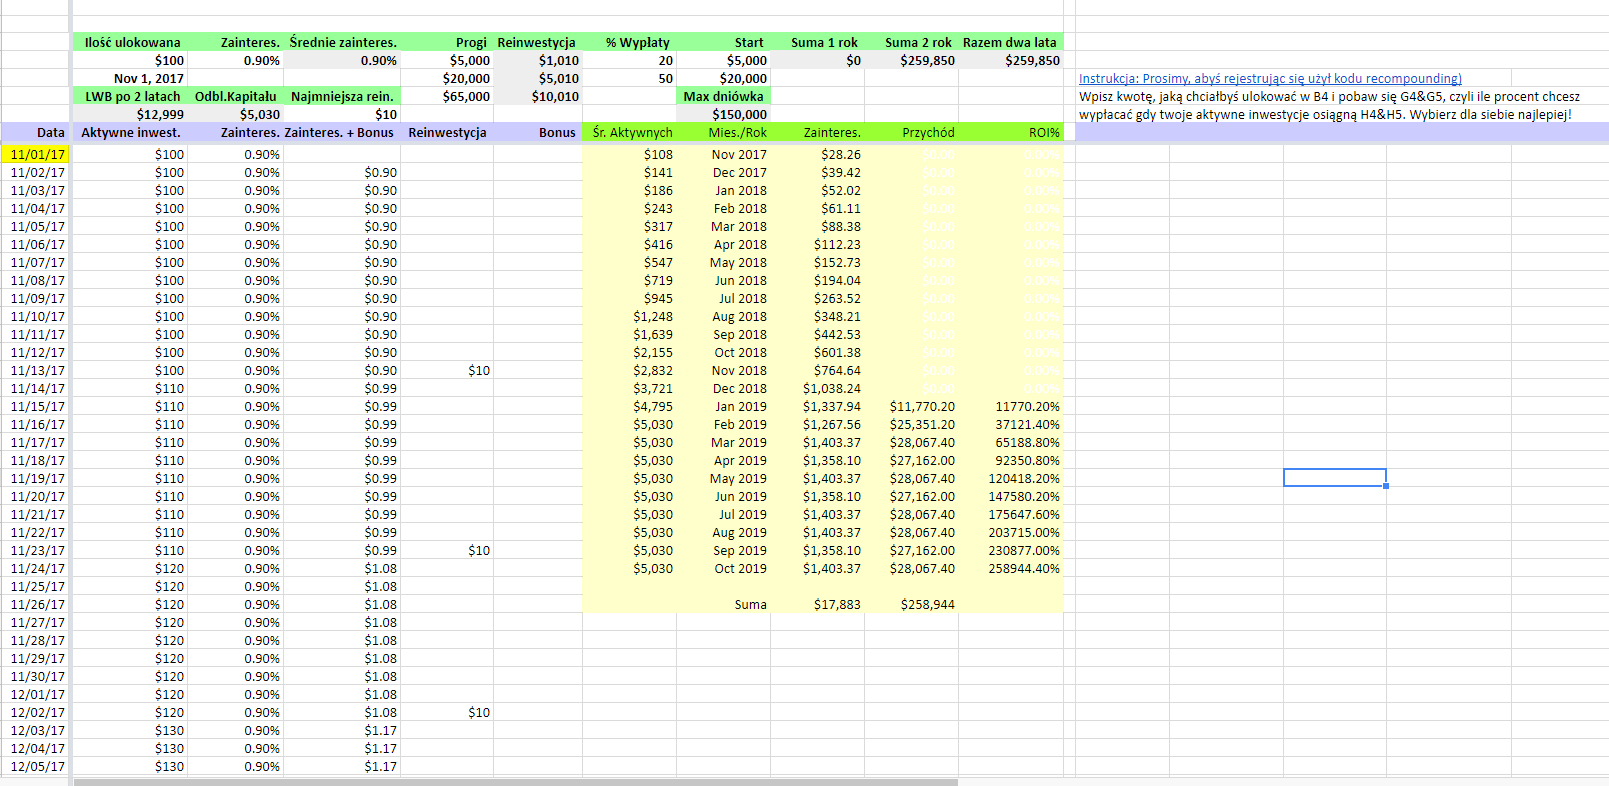 Ilość ulokowana Zainteres. Średnie zainteres. Progi Reinwestycja % Wypłaty Start Suma 1 rok Suma 2 rok Razem dwa lata
$100 0.90% 0.90% $5,000 $1,010 20 $5,000 $0 $259,850 $259,850
Nov 1, 2017 $20,000 $5,010 50 $20,000 Instrukcja: Prosimy, abyś rejestrując się użył kodu recompounding)
LWB po 2 latach Odbl.Kapitału Najmniejsza rein. $65,000 $10,010 Max dniówka Wpisz kwotę, jaką chciałbyś ulokować w B4 i pobaw się G4&G5, czyli ile procent chcesz
$12,999 $5,030 $10 $150,000 wypłacać gdy twoje aktywne inwestycje osiągną H4&H5. Wybierz dla siebie najlepiej!
Data Aktywne inwest. Zainteres. Zainteres. + Bonus Reinwestycja Bonus Śr. Aktywnych Mies./Rok Zainteres. Przychód ROI%
11/01/17 $100 0.90% $108 Nov 2017 $28.26 $0.00 0.00%
11/02/17 $100 0.90% $0.90 $141 Dec 2017 $39.42 $0.00 0.00%
11/03/17 $100 0.90% $0.90 $186 Jan 2018 $52.02 $0.00 0.00%
11/04/17 $100 0.90% $0.90 $243 Feb 2018 $61.11 $0.00 0.00%
11/05/17 $100 0.90% $0.90 $317 Mar 2018 $88.38 $0.00 0.00%
11/06/17 $100 0.90% $0.90 $416 Apr 2018 $112.23 $0.00 0.00%
11/07/17 $100 0.90% $0.90 $547 May 2018 $152.73 $0.00 0.00%
11/08/17 $100 0.90% $0.90 $719 Jun 2018 $194.04 $0.00 0.00%
11/09/17 $100 0.90% $0.90 $945 Jul 2018 $263.52 $0.00 0.00%
11/10/17 $100 0.90% $0.90 $1,248 Aug 2018 $348.21 $0.00 0.00%
11/11/17 $100 0.90% $0.90 $1,639 Sep 2018 $442.53 $0.00 0.00%
11/12/17 $100 0.90% $0.90 $2,155 Oct 2018 $601.38 $0.00 0.00%
11/13/17 $100 0.90% $0.90 $10 $2,832 Nov 2018 $764.64 $0.00 0.00%
11/14/17 $110 0.90% $0.99 $3,721 Dec 2018 $1,038.24 $0.00 0.00%
11/15/17 $110 0.90% $0.99 $4,795 Jan 2019 $1,337.94 $11,770.20 11770.20%
11/16/17 $110 0.90% $0.99 $5,030 Feb 2019 $1,267.56 $25,351.20 37121.40%
11/17/17 $110 0.90% $0.99 $5,030 Mar 2019 $1,403.37 $28,067.40 65188.80%
11/18/17 $110 0.90% $0.99 $5,030 Apr 2019 $1,358.10 $27,162.00 92350.80%
11/19/17 $110 0.90% $0.99 $5,030 May 2019 $1,403.37 $28,067.40 120418.20%
11/20/17 $110 0.90% $0.99 $5,030 Jun 2019 $1,358.10 $27,162.00 147580.20%
11/21/17 $110 0.90% $0.99 $5,030 Jul 2019 $1,403.37 $28,067.40 175647.60%
11/22/17 $110 0.90% $0.99 $5,030 Aug 2019 $1,403.37 $28,067.40 203715.00%
11/23/17 $110 0.90% $0.99 $10 $5,030 Sep 2019 $1,358.10 $27,162.00 230877.00%
11/24/17 $120 0.90% $1.08 $5,030 Oct 2019 $1,403.37 $28,067.40 258944.40%
11/25/17 $120 0.90% $1.08
11/26/17 $120 0.90% $1.08 Suma $17,883 $258,944
11/27/17 $120 0.90% $1.08
11/28/17 $120 0.90% $1.08
11/29/17 $120 0.90% $1.08
11/30/17 $120 0.90% $1.08
12/01/17 $120 0.90% $1.08
12/02/17 $120 0.90% $1.08 $10
12/03/17 $130 0.90% $1.17
12/04/17 $130 0.90% $1.17
12/05/17 $130 0.90% $1.17